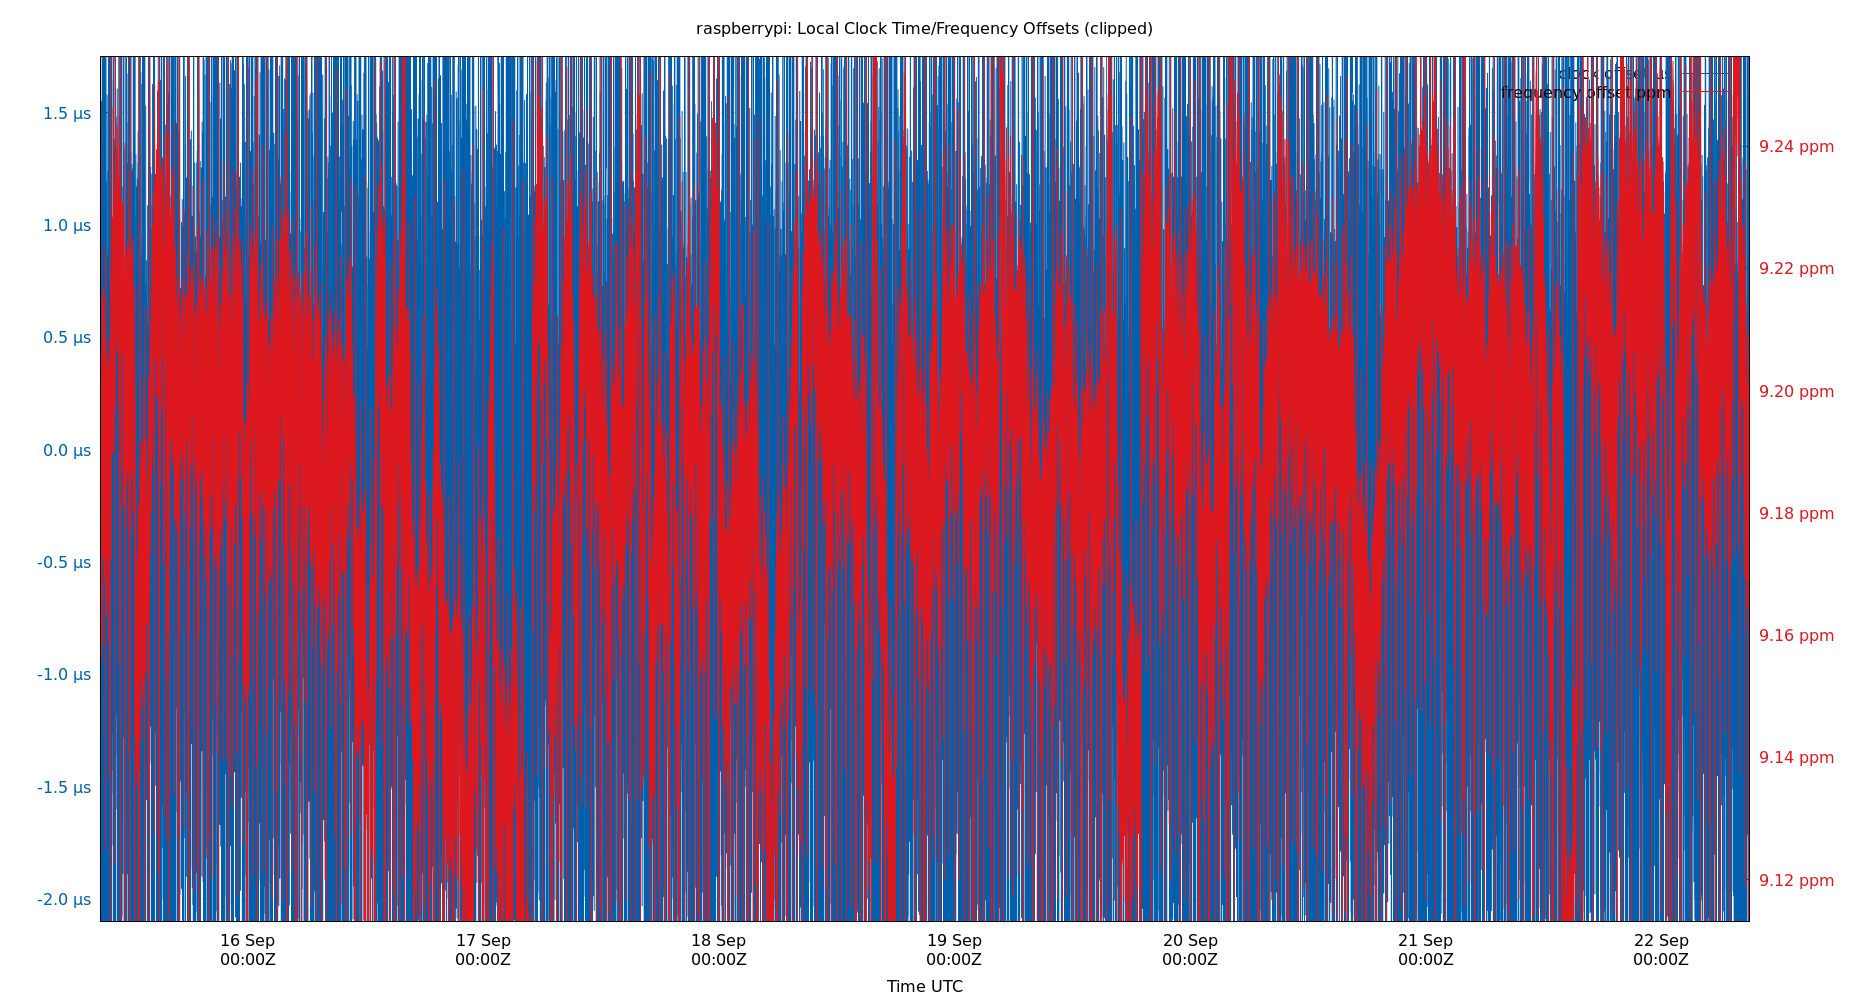 raspberrypi: Local Clock Time/Frequency Offsets (clipped)
clock offset µs
frequency offset ppm
1.5 µs
1.0 µs
0.5 µs
0.0 µs
-0.5 µs
-1.0 µs
-1.5 µs
-2.0 µs
9.24 ppm
9.22 ppm
9.20 ppm
9.18 ppm
9.16 ppm
9.14 ppm
9.12 ppm
16 Sep 17 Sep 18 Sep 19 Sep 20 Sep 21 Sep 22 Sep
00:00Z 00:00Z 00:00Z 00:00Z 00:00Z 00:00Z 00:00Z
Time UTC